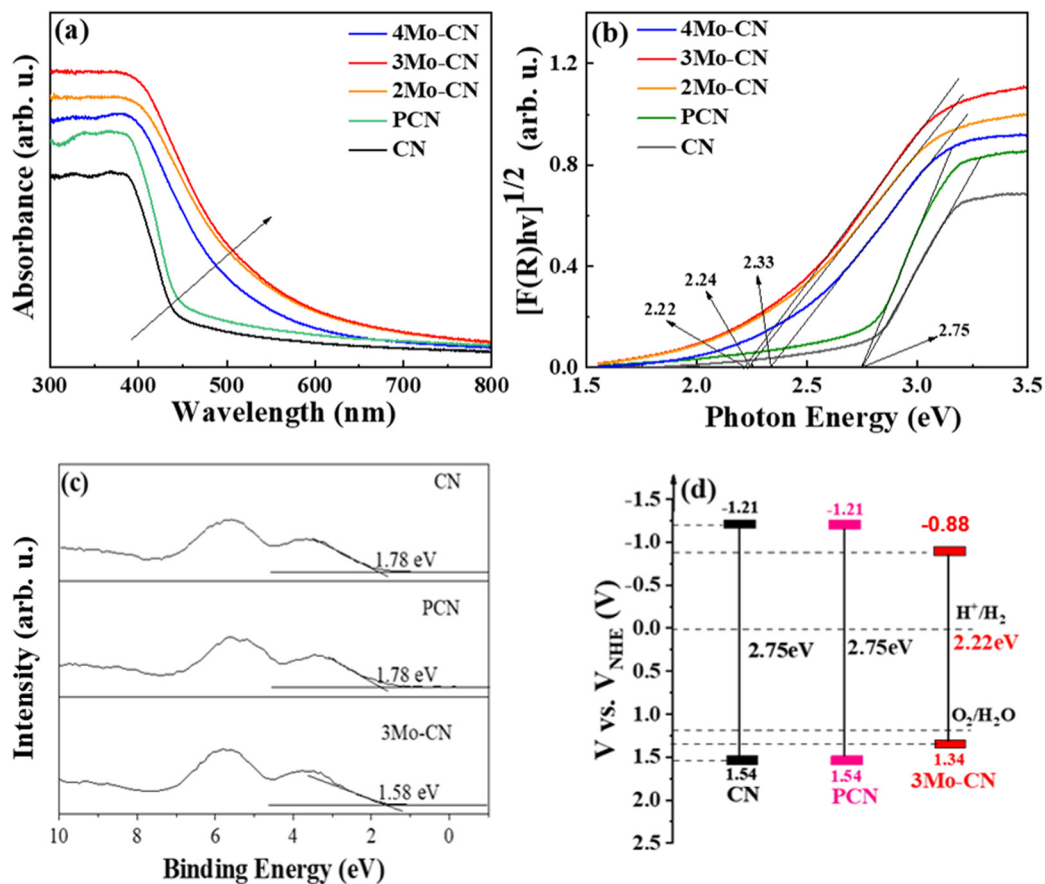 (a)
4Mo-CN
3Mo-CN
2Mo-CN
PCN
CN
Absorbance (arb. u.)
300 400 500 600 700 800
Wavelength (nm)
(b)
4Mo-CN
3Mo-CN
2Mo-CN
PCN
CN
[F(R)hv]^1/2 (arb. u.)
1.2
0.8
0.4
0.0
2.22
2.24
2.33
2.75
1.5 2.0 2.5 3.0 3.5
Photon Energy (eV)
(c)
CN
1.78 eV
PCN
1.78 eV
3Mo-CN
1.58 eV
Intensity (arb. u.)
10 8 6 4 2 0
Binding Energy (eV)
(d)
V vs. V_NHE (V)
-1.5
-1.0
-0.5
0.0
0.5
1.0
1.5
2.0
2.5
-1.21
-1.21
-0.88
H⁺/H₂
2.75eV
2.75eV
2.22eV
O₂/H₂O
1.54
1.54
1.34
CN
PCN
3Mo-CN